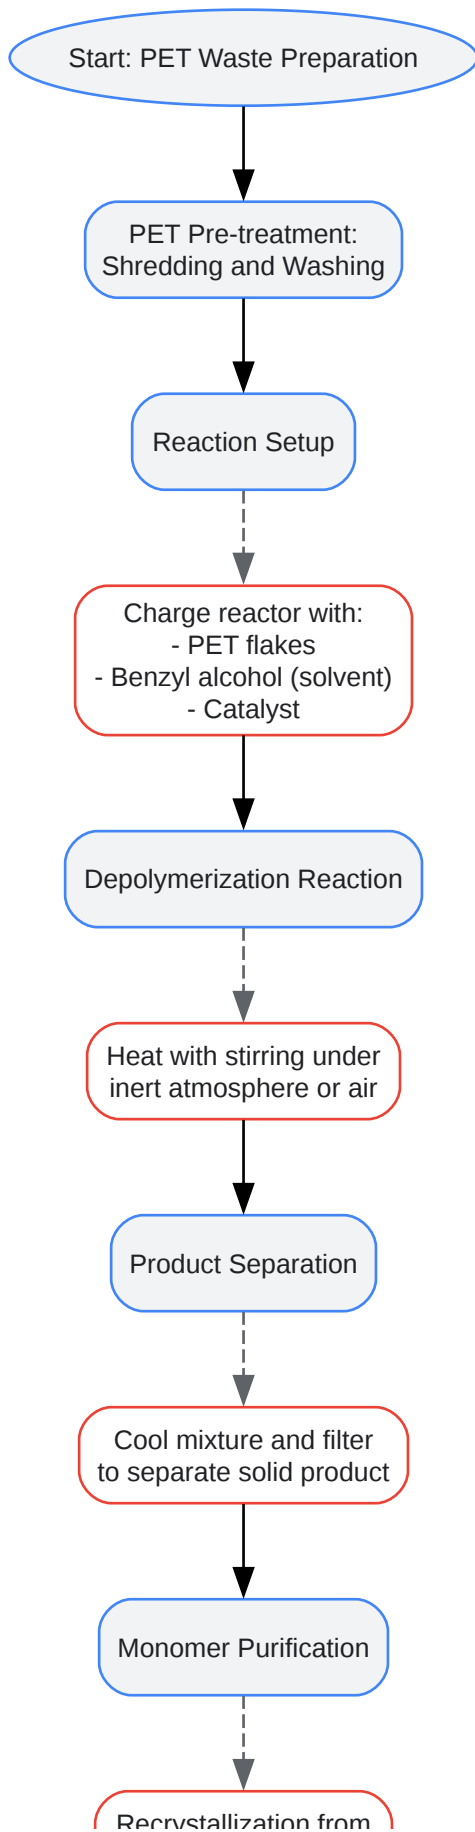 Start: PET Waste Preparation
PET Pre-treatment:
Shredding and Washing
Reaction Setup
Charge reactor with:
- PET flakes
- Benzyl alcohol (solvent)
- Catalyst
Depolymerization Reaction
Heat with stirring under
inert atmosphere or air
Product Separation
Cool mixture and filter
to separate solid product
Monomer Purification
Recrystallization from